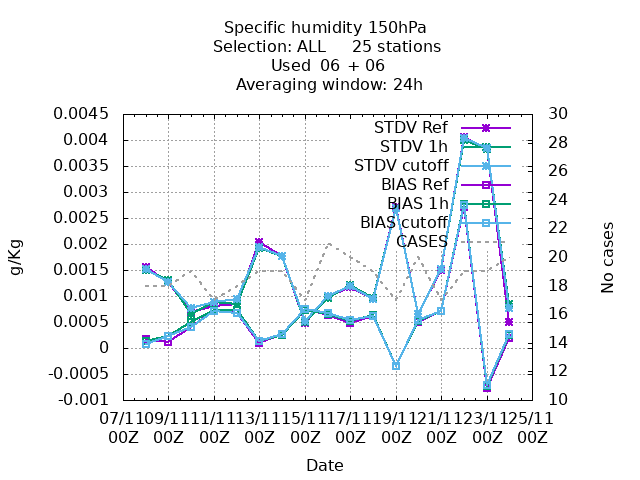 Specific humidity 150hPa
Selection: ALL 25 stations
Used 06 + 06
Averaging window: 24h
0.0045
0.004
0.0035
0.003
0.0025
0.002
0.0015
0.001
0.0005
0
-0.0005
-0.001
g/Kg
30
28
26
24
22
20
18
16
14
12
10
No cases
STDV Ref
STDV 1h
STDV cutoff
BIAS Ref
BIAS 1h
BIAS cutoff
CASES
07/11 09/11 11/11 13/11 15/11 17/11 19/11 21/11 23/11 25/11
00Z 00Z 00Z 00Z 00Z 00Z 00Z 00Z 00Z 00Z
Date